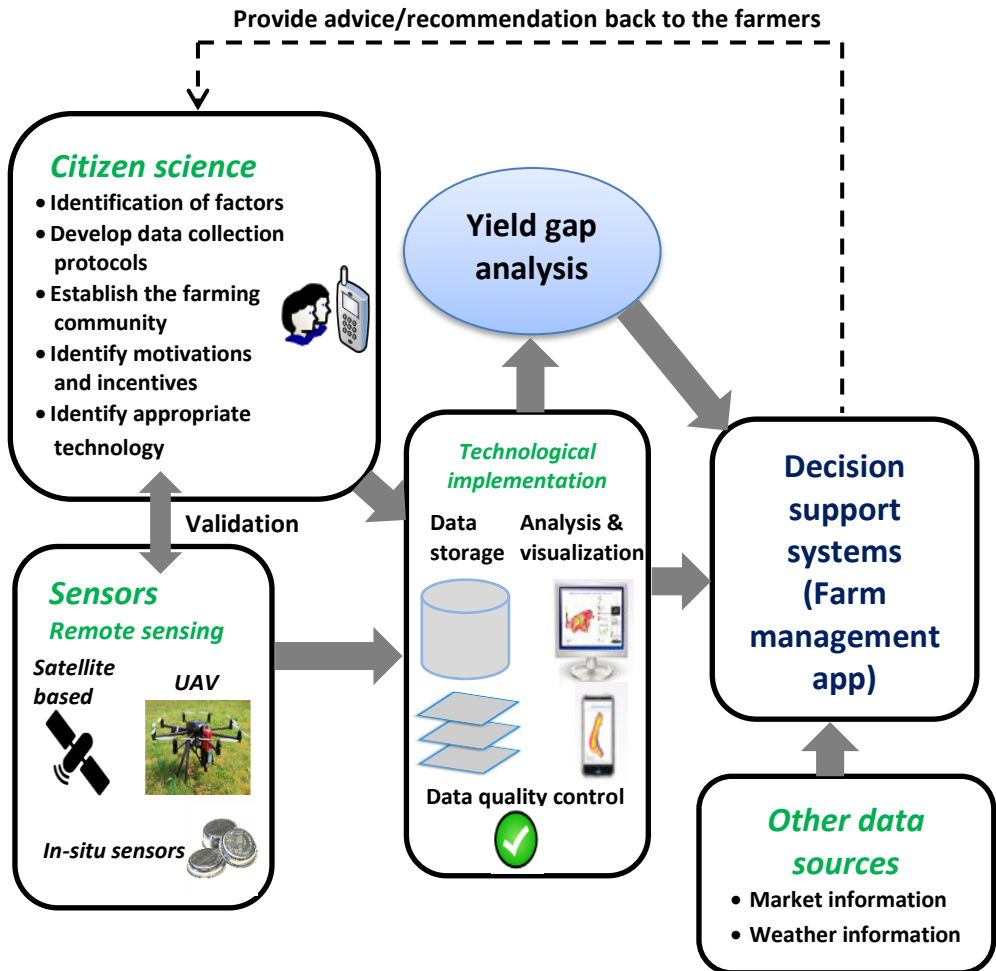 Provide advice/recommendation back to the farmers
Citizen science
• Identification of factors
• Develop data collection
protocols
• Establish the farming
community
• Identify motivations
and incentives
• Identify appropriate
technology
Yield gap
analysis
Validation
Sensors
Remote sensing
Satellite
based
UAV
In-situ sensors
Technological
implementation
Data
storage
Analysis &
visualization
Data quality control
Decision
support
systems
(Farm
management
app)
Other data
sources
• Market information
• Weather information